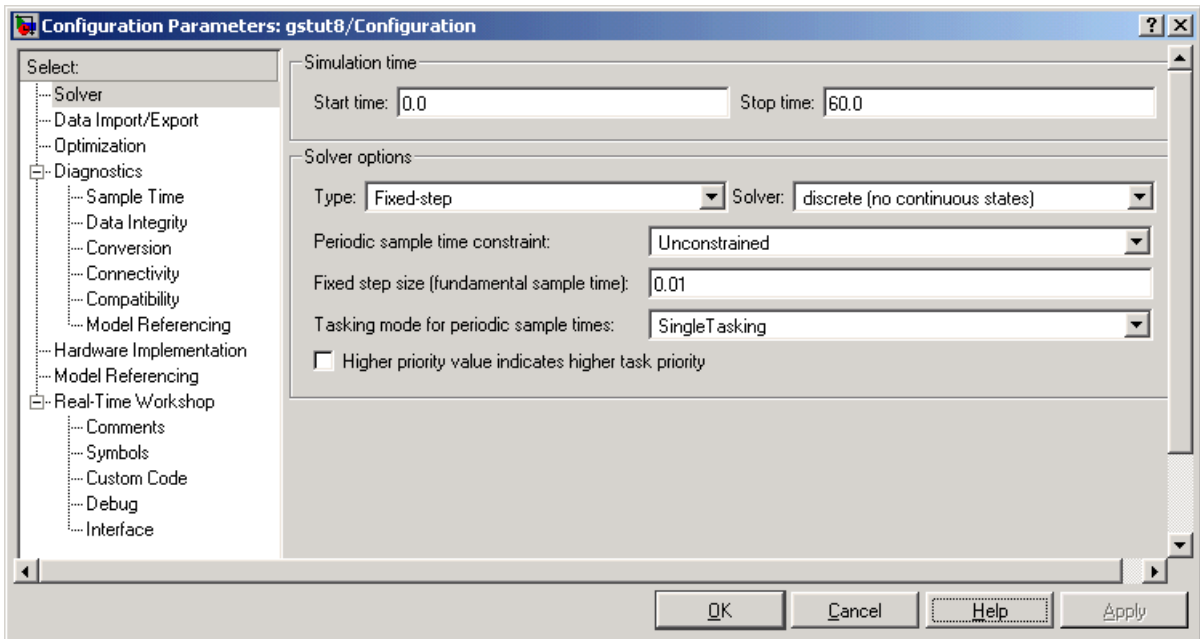 Configuration Parameters: gstut8/Configuration
Select:
Solver
Data Import/Export
Optimization
Diagnostics
Sample Time
Data Integrity
Conversion
Connectivity
Compatibility
Model Referencing
Hardware Implementation
Model Referencing
Real-Time Workshop
Comments
Symbols
Custom Code
Debug
Interface
Simulation time
Start time: 0.0 Stop time: 60.0
Solver options
Type: Fixed-step Solver: discrete (no continuous states)
Periodic sample time constraint: Unconstrained
Fixed step size (fundamental sample time): 0.01
Tasking mode for periodic sample times: SingleTasking
Higher priority value indicates higher task priority
OK Cancel Help Apply